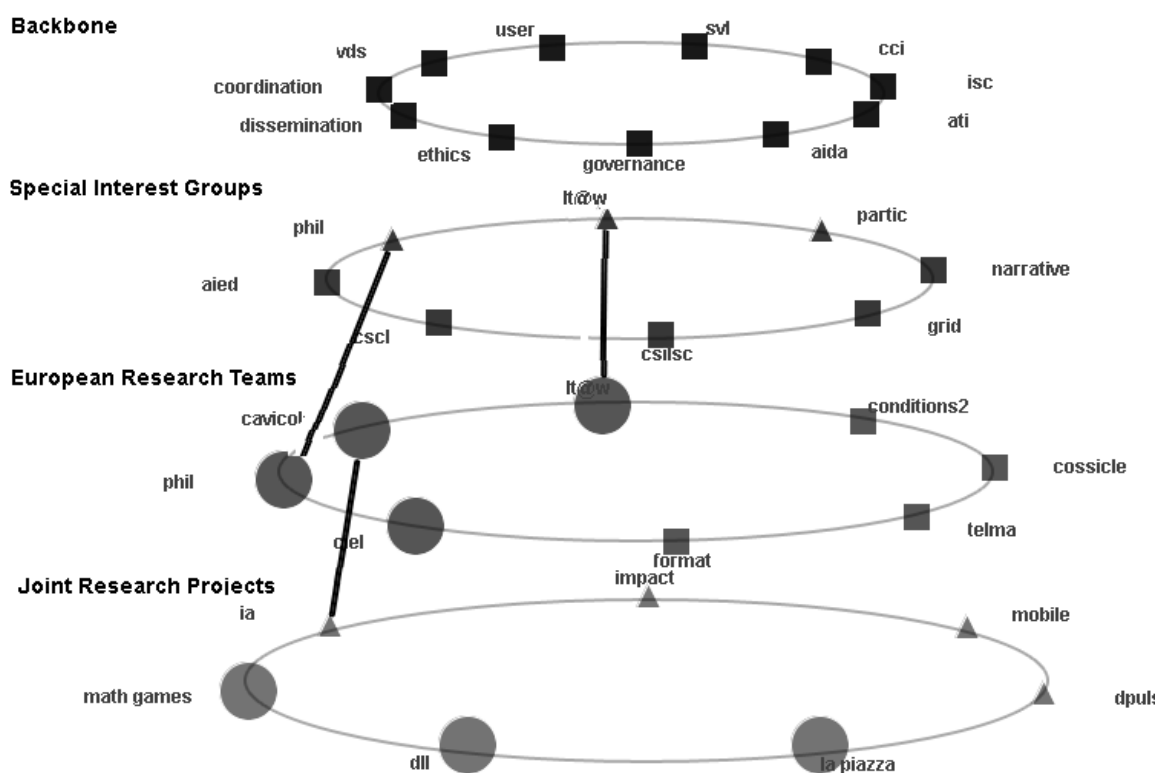 Backbone
user
svl
vds
cci
coordination
isc
dissemination
ati
ethics
governance
aida
Special Interest Groups
lt@w
phil
partic
aied
narrative
cscl
csilsc
grid
European Research Teams
lt@w
cavicol
conditions2
phil
cossicle
ciel
format
telma
Joint Research Projects
impact
ia
mobile
math games
dpuls
dll
la piazza